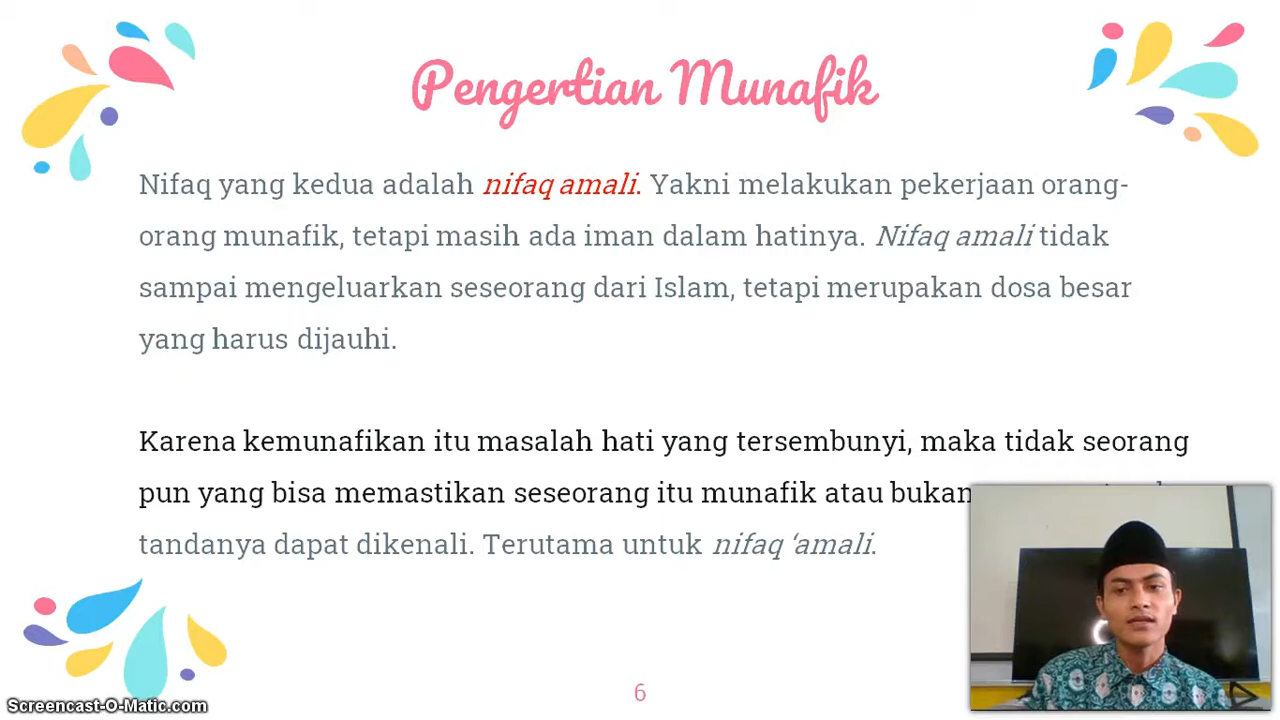 Pengertian Munafik
Nifaq yang kedua adalah nifaq amali. Yakni melakukan pekerjaan orang-
orang munafik, tetapi masih ada iman dalam hatinya. Nifaq amali tidak
sampai mengeluarkan seseorang dari Islam, tetapi merupakan dosa besar
yang harus dijauhi.
Karena kemunafikan itu masalah hati yang tersembunyi, maka tidak seorang
pun yang bisa memastikan seseorang itu munafik atau bukan
tandanya dapat dikenali. Terutama untuk nifaq ‘amali.
6
Screencast-O-Matic.com